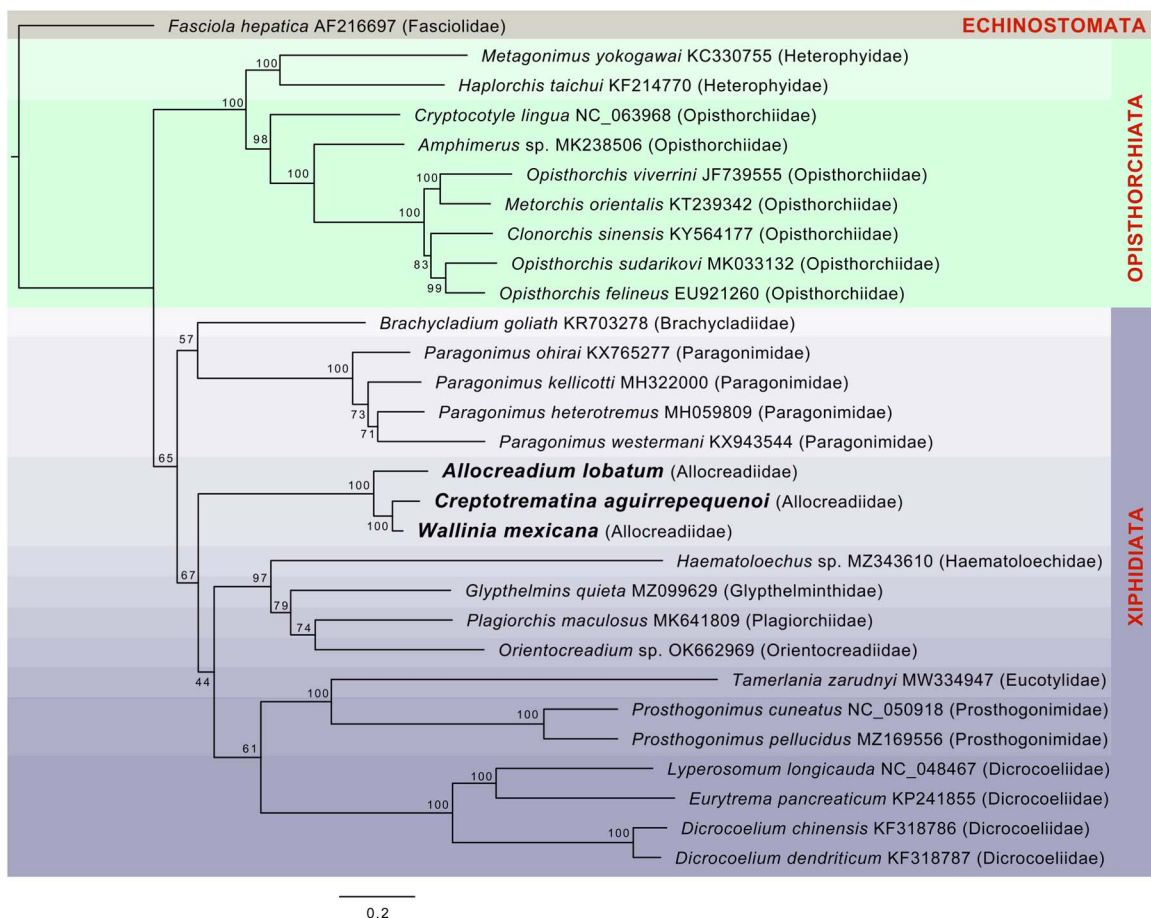 Fasciola hepatica AF216697 (Fasciolidae)
ECHINOSTOMATA
Metagonimus yokogawai KC330755 (Heterophyidae)
100
Haplorchis taichui KF214770 (Heterophyidae)
100
Cryptocotyle lingua NC_063968 (Opisthorchiidae)
98
Amphimerus sp. MK238506 (Opisthorchiidae)
100
Opisthorchis viverrini JF739555 (Opisthorchiidae)
100
Metorchis orientalis KT239342 (Opisthorchiidae)
100
Clonorchis sinensis KY564177 (Opisthorchiidae)
83
Opisthorchis sudarikovi MK033132 (Opisthorchiidae)
99
Opisthorchis felineus EU921260 (Opisthorchiidae)
OPISTHORCHIATA
Brachycladium goliath KR703278 (Brachycladiidae)
57
Paragonimus ohirai KX765277 (Paragonimidae)
100
Paragonimus kellicotti MH322000 (Paragonimidae)
73
Paragonimus heterotremus MH059809 (Paragonimidae)
71
Paragonimus westermani KX943544 (Paragonimidae)
65
Allocreadium lobatum (Allocreadiidae)
100
Creptotrematina aguirrepequenoi (Allocreadiidae)
100
Wallinia mexicana (Allocreadiidae)
67
Haematoloechus sp. MZ343610 (Haematoloechidae)
97
Glypthelmins quieta MZ099629 (Glypthelminthidae)
79
Plagiorchis maculosus MK641809 (Plagiorchiidae)
74
Orientocreadium sp. OK662969 (Orientocreadiidae)
44
Tamerlania zarudnyi MW334947 (Eucotylidae)
100
Prosthogonimus cuneatus NC_050918 (Prosthogonimidae)
100
Prosthogonimus pellucidus MZ169556 (Prosthogonimidae)
61
Lyperosomum longicauda NC_048467 (Dicrocoeliidae)
100
Eurytrema pancreaticum KP241855 (Dicrocoeliidae)
100
Dicrocoelium chinensis KF318786 (Dicrocoeliidae)
100
Dicrocoelium dendriticum KF318787 (Dicrocoeliidae)
XIPHIDIATA
0.2